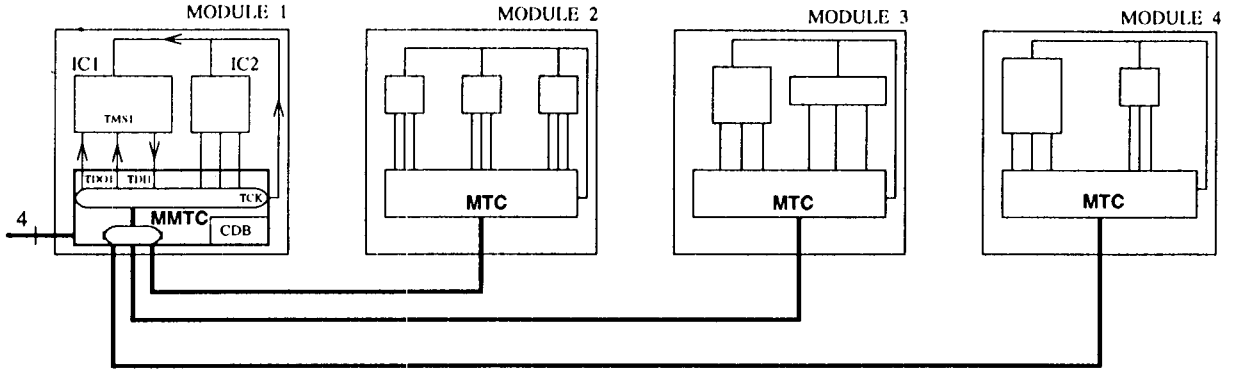 MODULE 1
MODULE 2
MODULE 3
MODULE 4
IC1
IC2
TMS1
TDO1
TDI1
TCK
MMTC
CDB
4
MTC
MTC
MTC